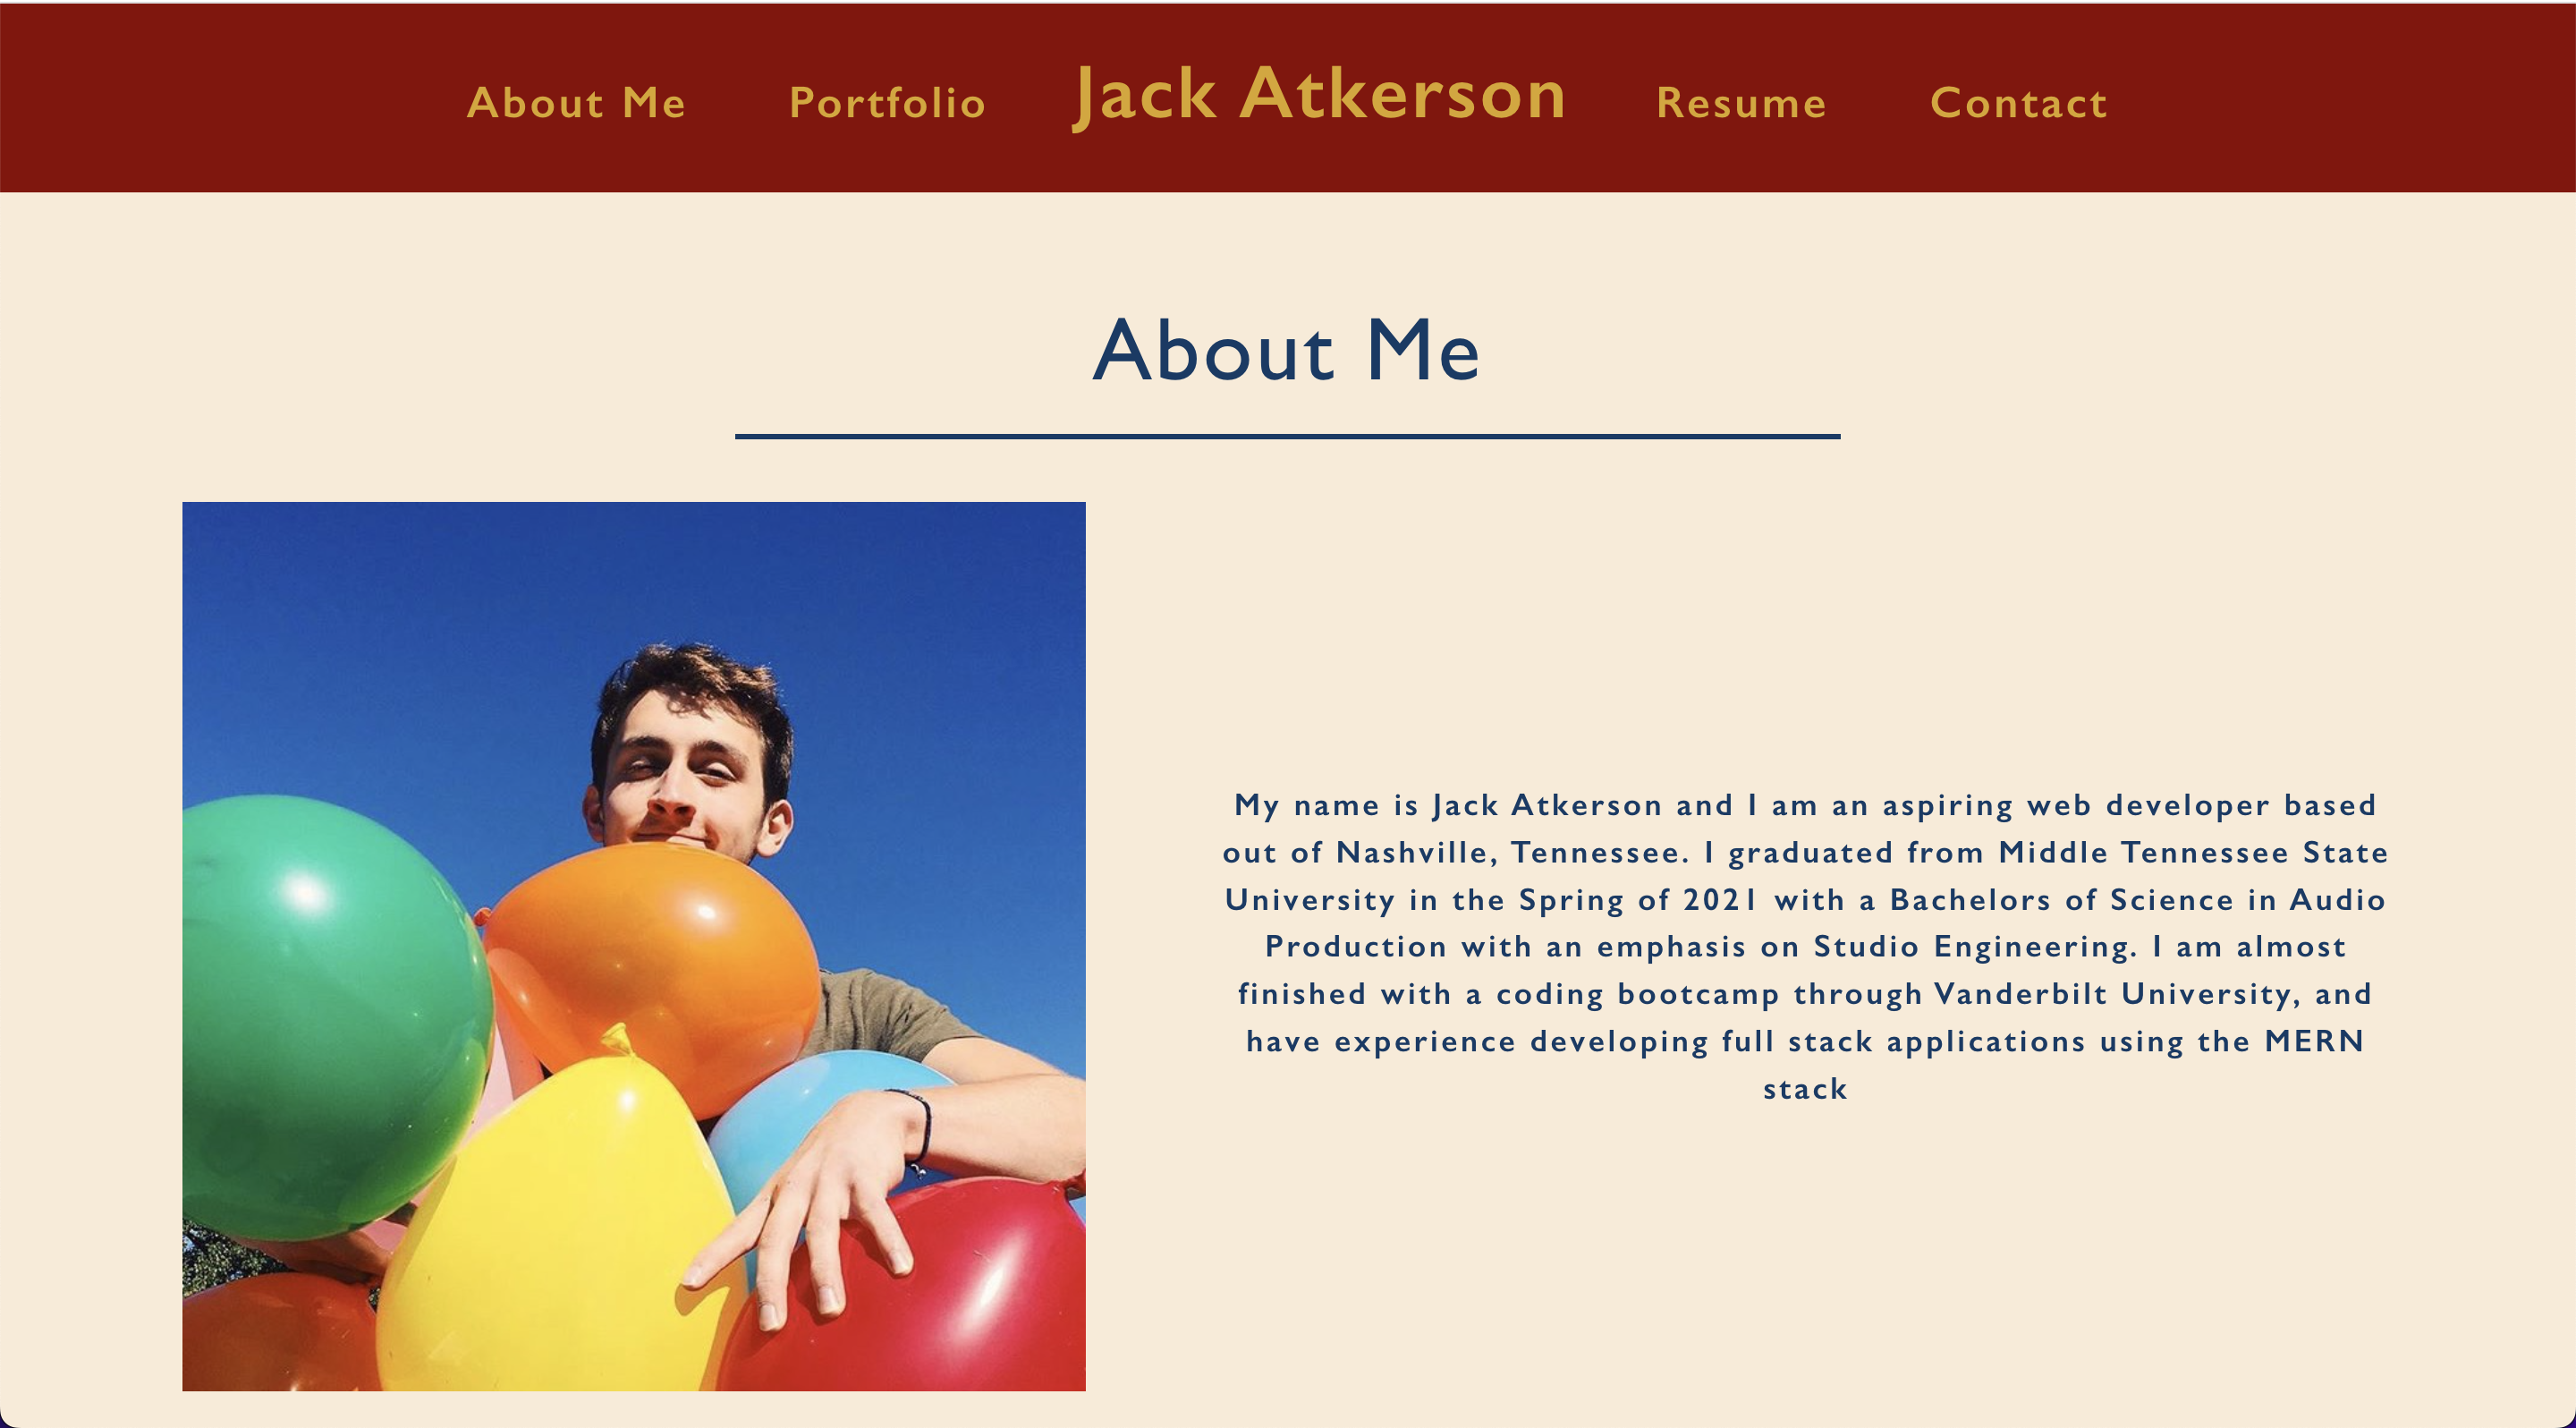 About Me Portfolio Jack Atkerson Resume Contact
About Me
My name is Jack Atkerson and I am an aspiring web developer based
out of Nashville, Tennessee. I graduated from Middle Tennessee State
University in the Spring of 2021 with a Bachelors of Science in Audio
Production with an emphasis on Studio Engineering. I am almost
finished with a coding bootcamp through Vanderbilt University, and
have experience developing full stack applications using the MERN
stack